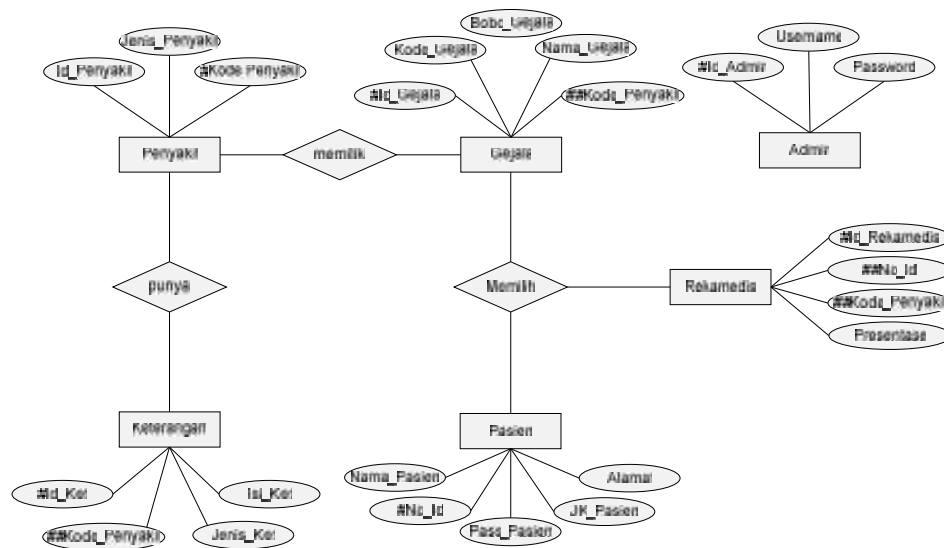 Bobo_Gejala
Jenis_Penyakit
Kode_Gejala
Nama_Gejala
Username
Id_Penyakit
#Kode Penyakit
#Id_Admin
Password
#Id_Gejala
##Kode_Penyakit
Penyakit
memiliki
Gejala
Admin
#Id_Rekamedis
##No_Id
punya
Memilih
Rekamedis
##Kode_Penyakit
Presentase
Keterangan
Pasien
Nama_Pasien
Alamat
#Id_Ket
Isi_Ket
#No_Id
JK_Pasien
##Kode_Penyakit
Jenis_Ket
Pass_Pasien